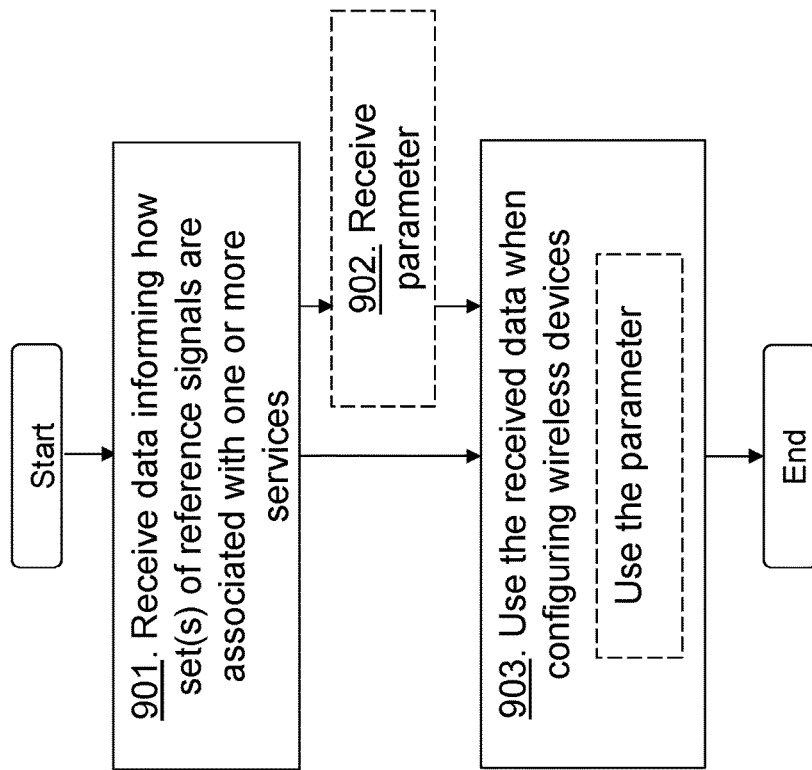 Start
901. Receive data informing how
set(s) of reference signals are
associated with one or more
services
902. Receive
parameter
903. Use the received data when
configuring wireless devices
Use the parameter
End